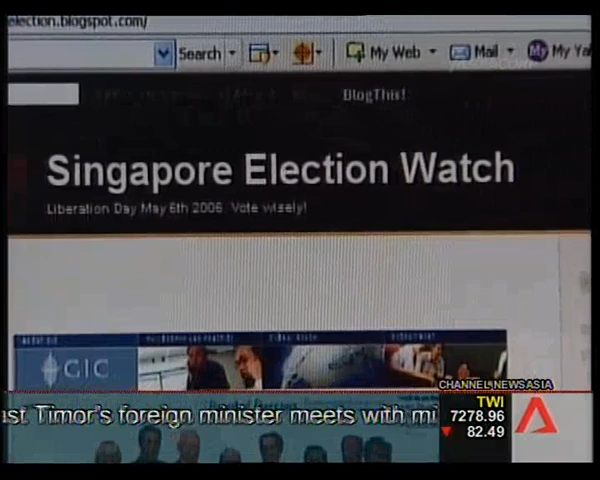 election.blogspot.com/
Search My Web Mail My My Ya
BlogThis!
Singapore Election Watch
Liberation Day May 6th 2006. Vote wisely!
GIC
CHANNEL NEWSASIA
ast Timor's foreign minister meets with mi
TWI
7278.96
82.49